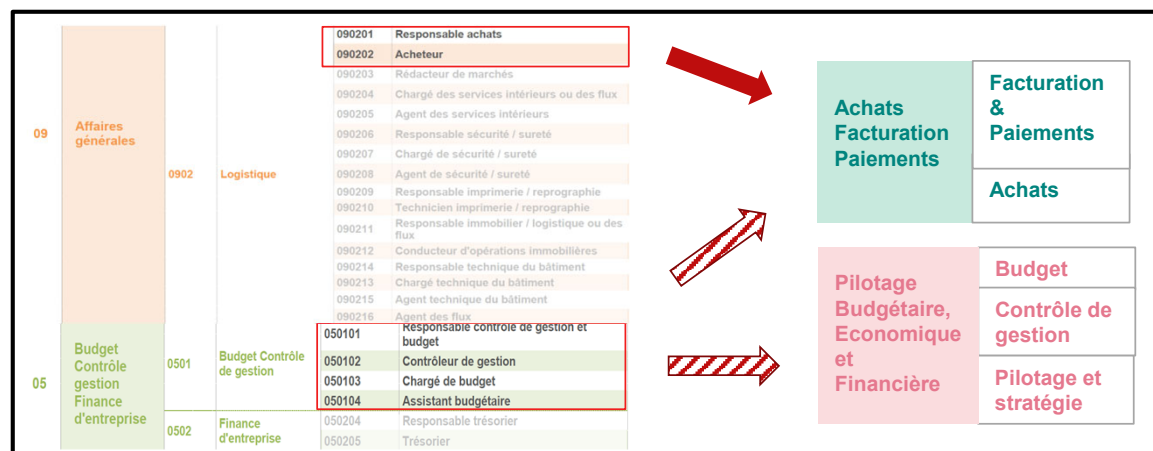 090201 Responsable achats
090202 Acheteur
090203 Rédacteur de marchés
090204 Chargé des services intérieurs ou des flux
090205 Agent des services intérieurs
090206 Responsable sécurité / sureté
090207 Chargé de sécurité / sureté
090208 Agent de sécurité / sureté
090209 Responsable imprimerie / reprographie
090210 Technicien imprimerie / reprographie
090211 Responsable immobilier / logistique ou des
flux
090212 Conducteur d'opérations immobilières
090214 Responsable technique du bâtiment
090213 Chargé technique du bâtiment
090215 Agent technique du bâtiment
090216 Agent des flux
09
Affaires
générales
0902 Logistique
050101 Responsable contrôle de gestion et
budget
050102 Contrôleur de gestion
050103 Chargé de budget
050104 Assistant budgétaire
050204 Responsable trésorier
050205 Trésorier
05
Budget
Contrôle
gestion
Finance
d'entreprise
0501
Budget Contrôle
de gestion
0502
Finance
d'entreprise
Achats
Facturation
Paiements
Facturation
&
Paiements
Achats
Pilotage
Budgétaire,
Economique
et
Financière
Budget
Contrôle de
gestion
Pilotage et
stratégie